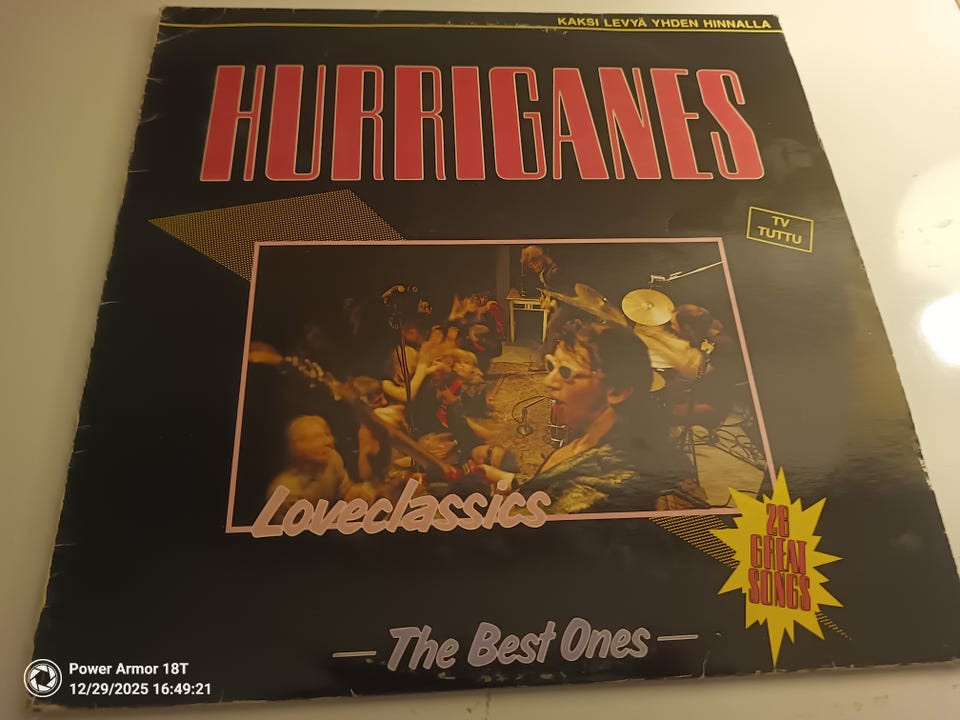 KAKSI LEVYÄ YHDEN HINNALLA
HURRIGANES
TV
TUTTU
Loveclassics
26
GREAT
SONGS
The Best Ones
Power Armor 18T
12/29/2025 16:49:21